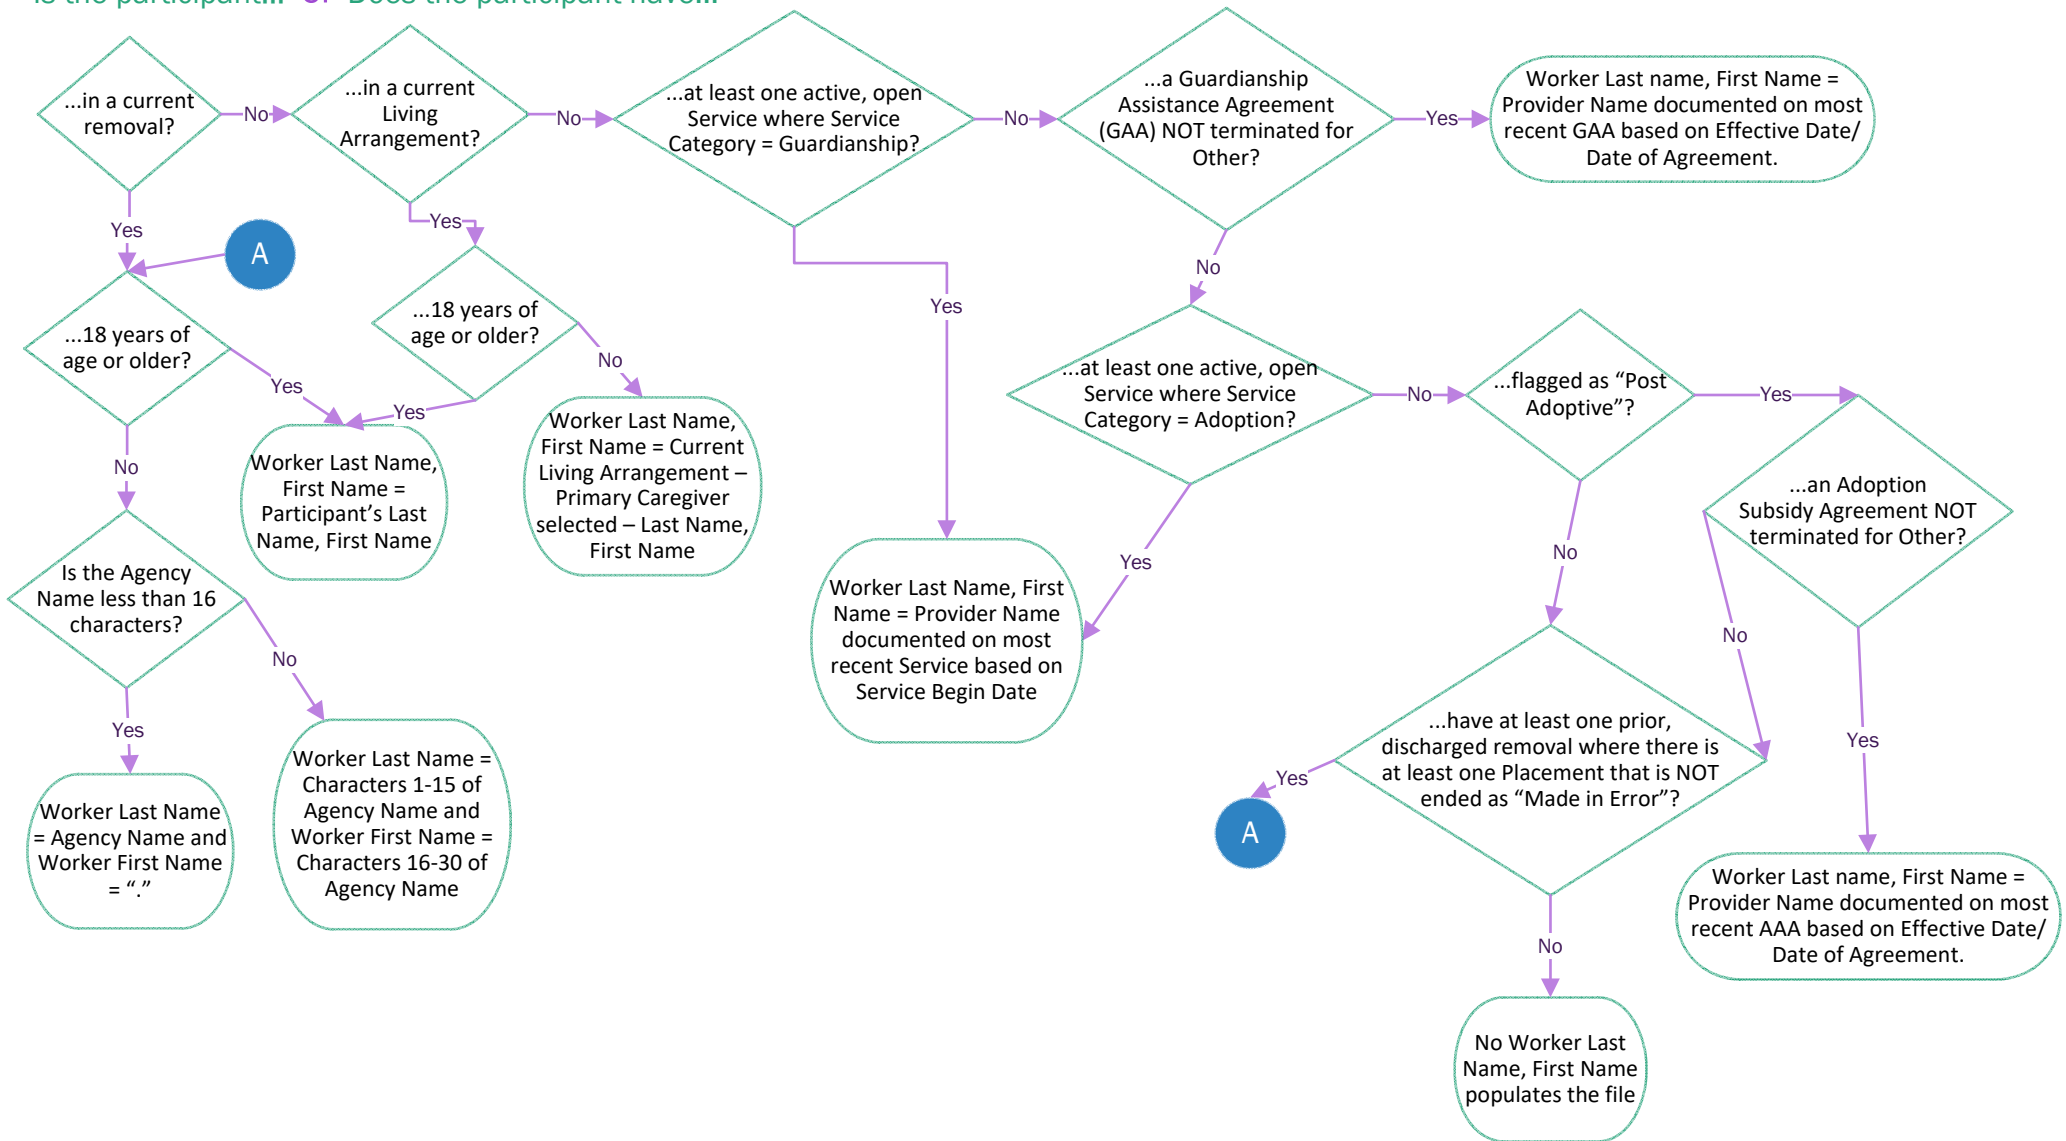 Is the participant... or Does the participant have...
...in a current
removal?
No
...in a current
Living
Arrangement?
No
...at least one active, open
Service where Service
Category = Guardianship?
No
...a Guardianship
Assistance Agreement
(GAA) NOT terminated for
Other?
Yes
Worker Last name, First Name =
Provider Name documented on most
recent GAA based on Effective Date/
Date of Agreement.
Yes
A
Yes
...18 years of
age or older?
Yes
...18 years of
age or older?
No
Yes
Yes
No
Worker Last Name,
First Name =
Participant's Last
Name, First Name
Worker Last Name,
First Name = Current
Living Arrangement –
Primary Caregiver
selected – Last Name,
First Name
No
Is the Agency
Name less than 16
characters?
Yes
No
Worker Last Name
= Agency Name and
Worker First Name
= “.”
Worker Last Name =
Characters 1-15 of
Agency Name and
Worker First Name =
Characters 16-30 of
Agency Name
Worker Last Name, First
Name = Provider Name
documented on most
recent Service based on
Service Begin Date
No
...at least one active, open
Service where Service
Category = Adoption?
Yes
No
...flagged as “Post
Adoptive”?
Yes
...an Adoption
Subsidy Agreement NOT
terminated for Other?
No
No
Yes
...have at least one prior,
discharged removal where there is
at least one Placement that is NOT
ended as “Made in Error”?
Yes
A
No
Worker Last name, First Name =
Provider Name documented on most
recent AAA based on Effective Date/
Date of Agreement.
No Worker Last
Name, First Name
populates the file